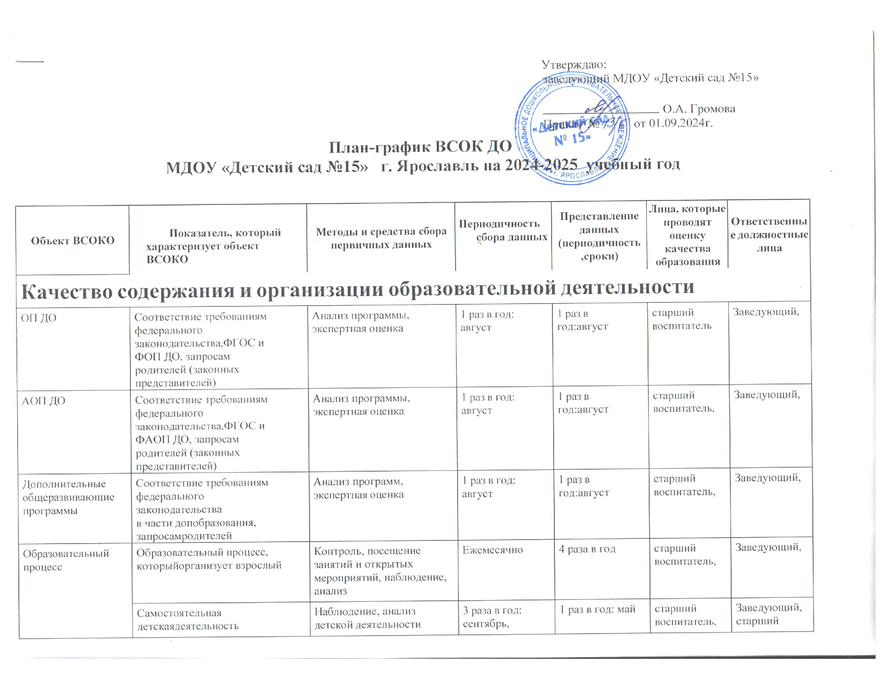 Утверждаю:
заведующий МДОУ «Детский сад №15»
О.А. Громова
Приказ № от 01.09.2024г.
«Детский сад
№ 15»
План-график ВСОК ДО
МДОУ «Детский сад №15» г. Ярославль на 2024-2025 учебный год
Объект ВСОКО
Показатель, который
характеризует объект
ВСОКО
Методы и средства сбора
первичных данных
Периодичность
сбора данных
Представление
данных
(периодичность
,сроки)
Лица, которые
проводят
оценку
качества
образования
Ответственны
е должностные
лица
Качество содержания и организации образовательной деятельности
ОП ДО
Соответствие требованиям
федерального
законодательства,ФГОС и
ФОП ДО, запросам
родителей (законных
представителей)
Анализ программы,
экспертная оценка
1 раз в год:
август
1 раз в
год:август
старший
воспитатель
Заведующий,
АОП ДО
Соответствие требованиям
федерального
законодательства,ФГОС и
ФАОП ДО, запросам
родителей (законных
представителей)
Анализ программы,
экспертная оценка
1 раз в год:
август
1 раз в
год:август
старший
воспитатель,
Заведующий,
Дополнительные
общеразвивающие
программы
Соответствие требованиям
федерального
законодательства
в части допобразования,
запросамродителей
Анализ программ,
экспертная оценка
1 раз в год:
август
1 раз в
год:август
старший
воспитатель,
Заведующий,
Образовательный
процесс
Образовательный процесс,
которыйорганизует взрослый
Контроль, посещение
занятий и открытых
мероприятий, наблюдение,
анализ
Ежемесячно
4 раза в год
старший
воспитатель,
Заведующий,
Самостоятельная
детскаядеятельность
Наблюдение, анализ
детской деятельности
3 раза в год:
сентябрь,
1 раз в год: май
старший
воспитатель,
Заведующий,
старший